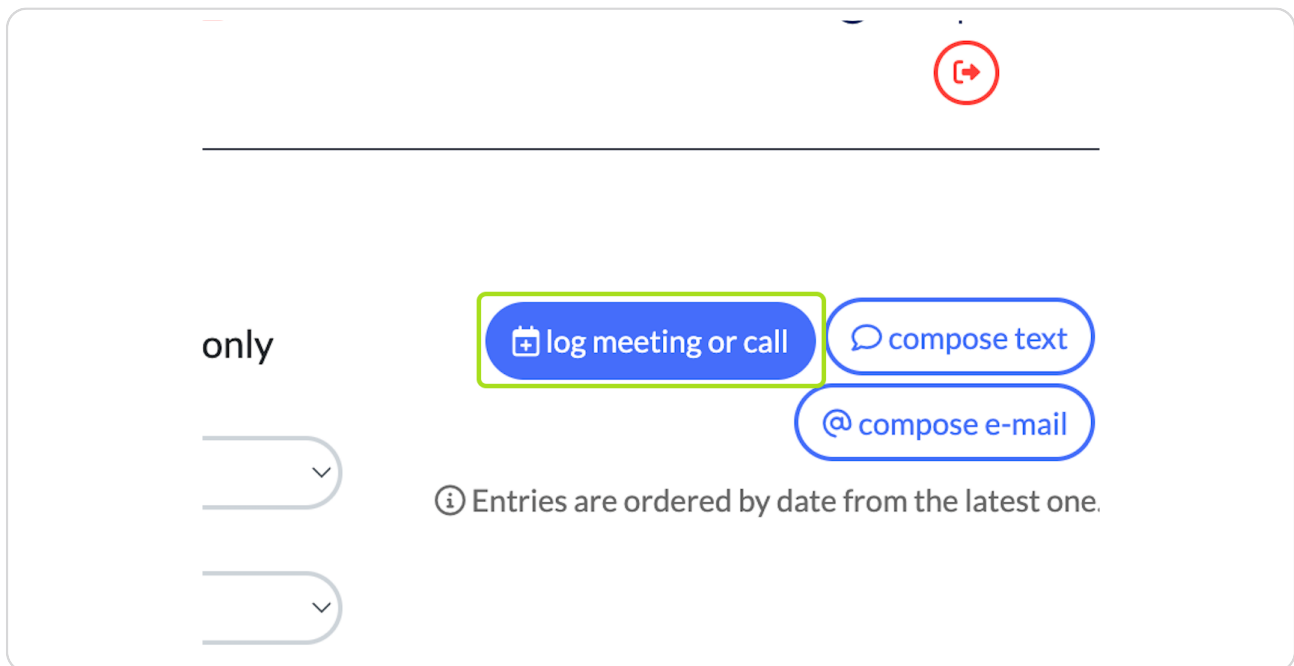 only
log meeting or call
compose text
@ compose e-mail
Entries are ordered by date from the latest one.